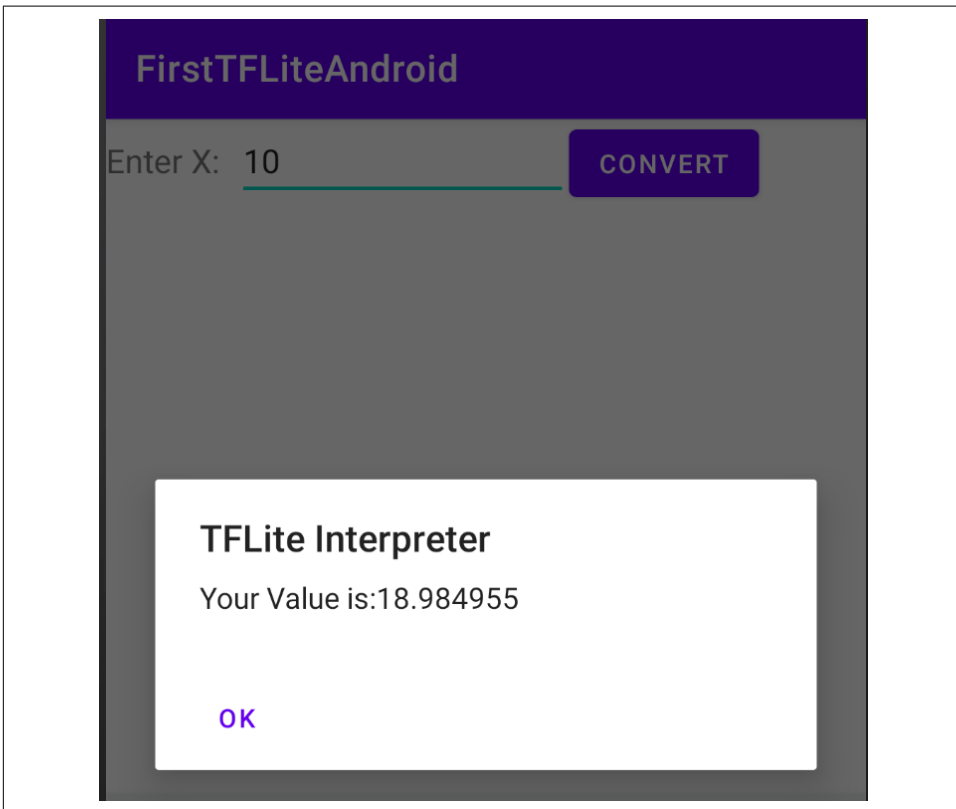 FirstTFLiteAndroid
Enter X: 10 CONVERT
TFLite Interpreter
Your Value is:18.984955
OK